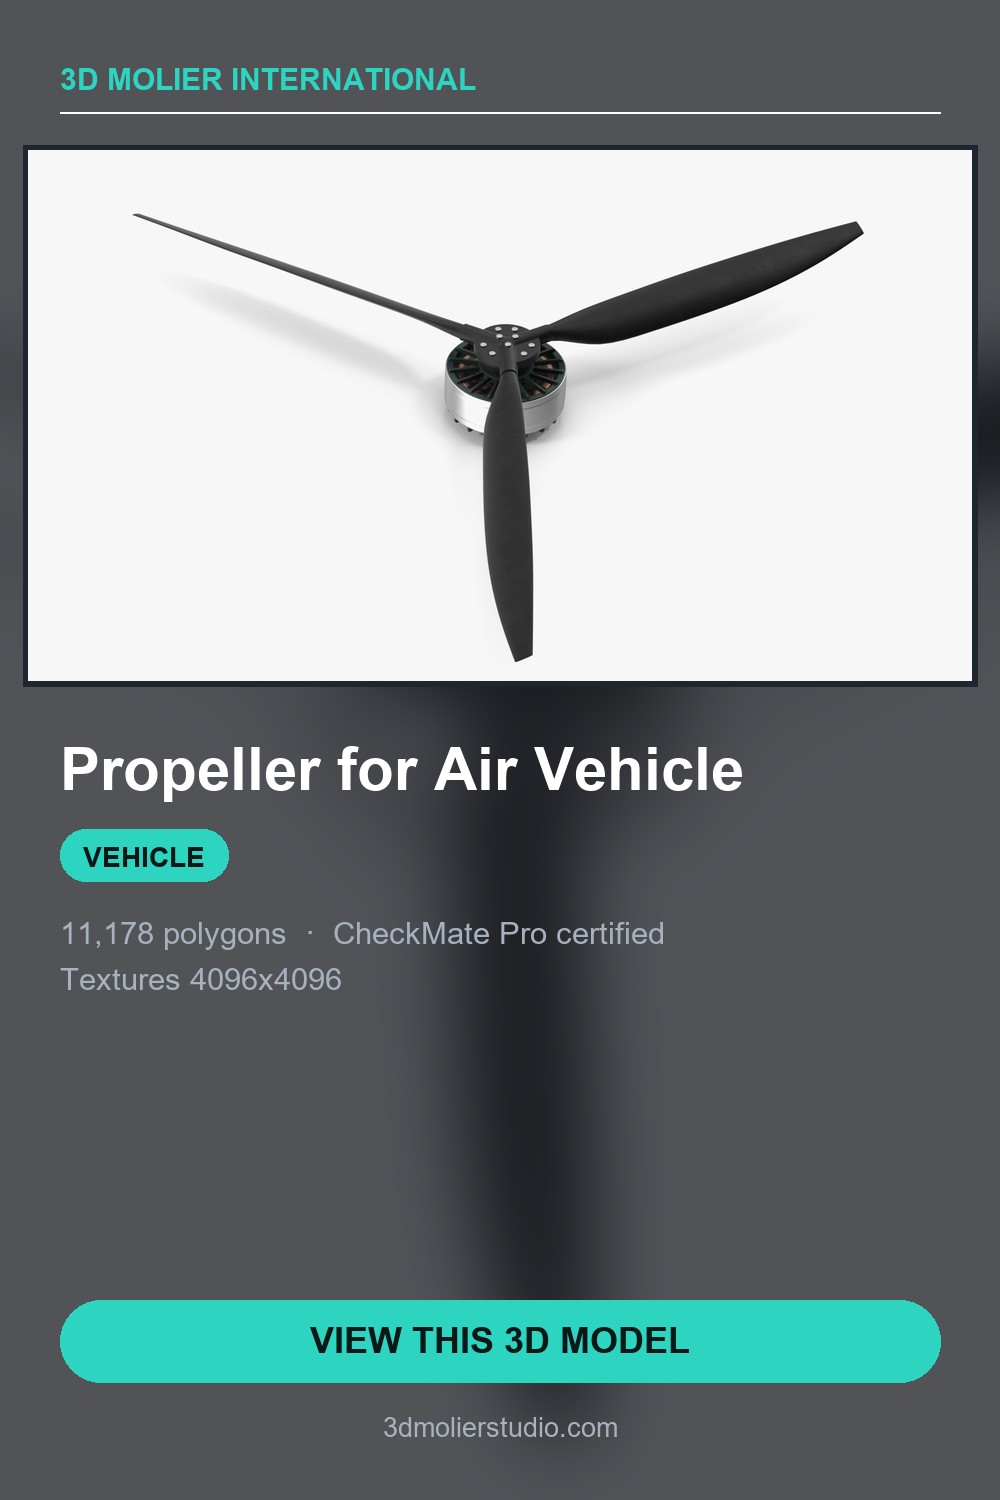 3D MOLIER INTERNATIONAL
Propeller for Air Vehicle
VEHICLE
11,178 polygons · CheckMate Pro certified
Textures 4096x4096
VIEW THIS 3D MODEL
3dmolierstudio.com